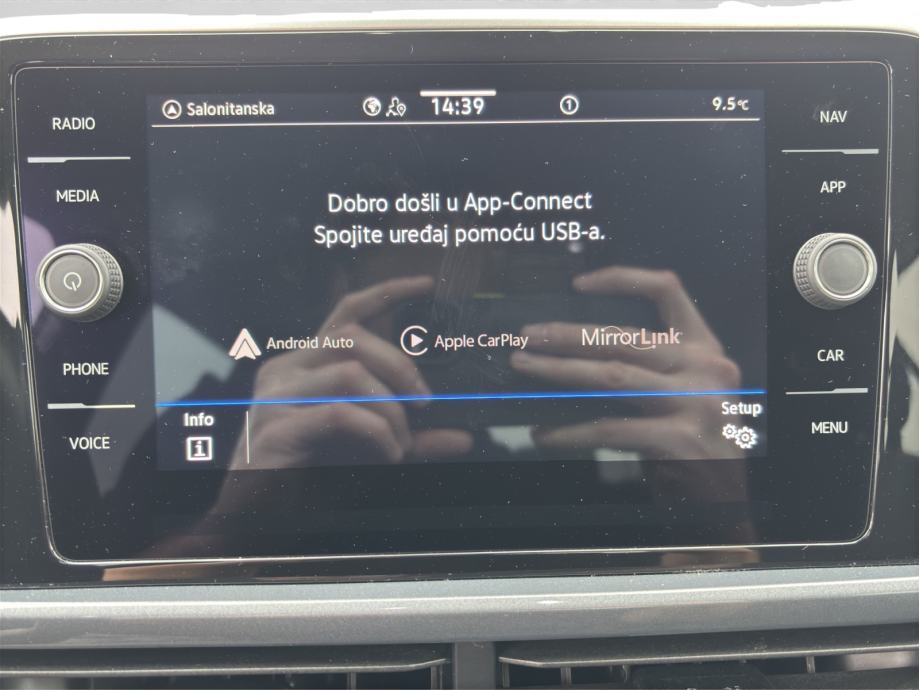 Salonitanska 14:39 1 9.5°C
RADIO
MEDIA
PHONE
VOICE
Dobro došli u App-Connect
Spojite uređaj pomoću USB-a.
Android Auto Apple CarPlay MirrorLink
Info
Setup
NAV
APP
CAR
MENU